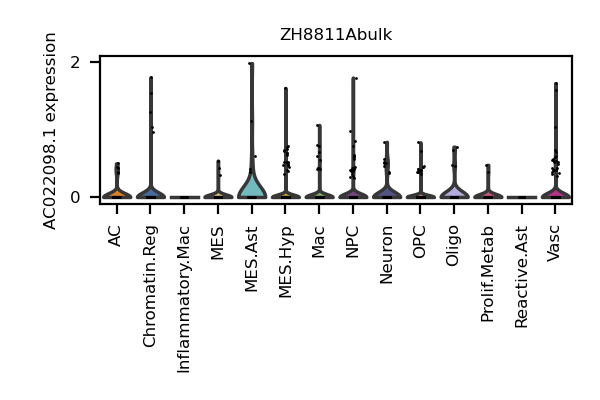 ZH8811Abulk
AC022098.1 expression
2
0
AC
Chromatin.Reg
Inflammatory.Mac
MES
MES.Ast
MES.Hyp
Mac
NPC
Neuron
OPC
Oligo
Prolif.Metab
Reactive.Ast
Vasc